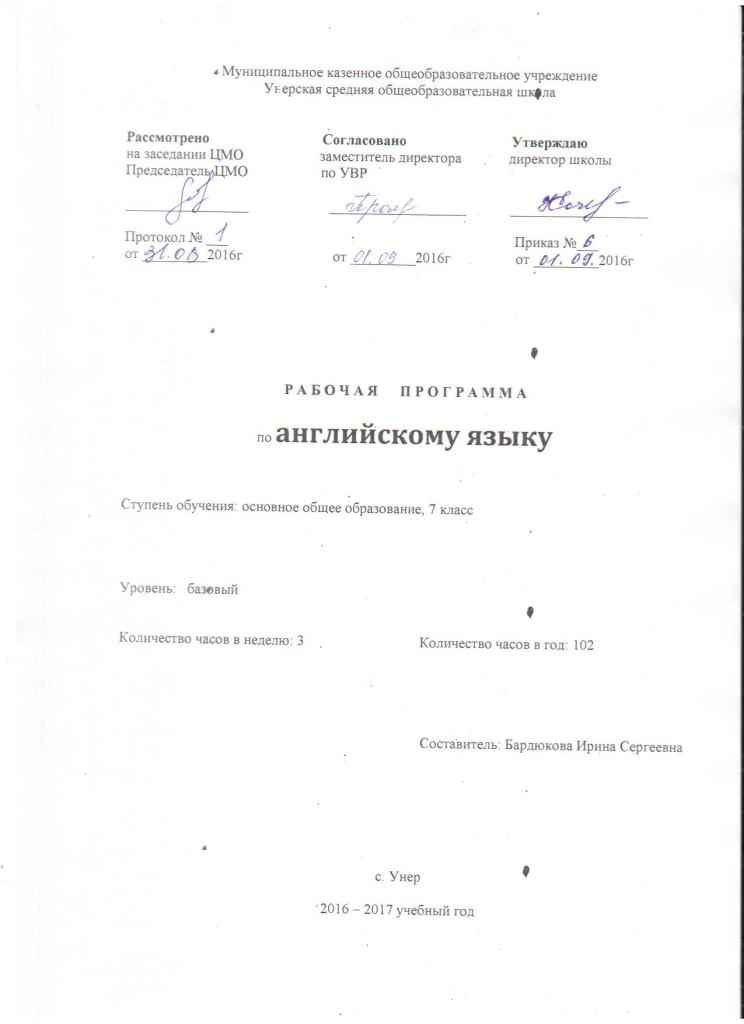 Муниципальное казенное общеобразовательное учреждение
Унерская средняя общеобразовательная школа
Рассмотрено
на заседании ЦМО
Председатель ЦМО
Протокол № 1
от 31.08 2016г
Согласовано
заместитель директора
по УВР
от 01.09 2016г
Утверждаю
директор школы
Приказ № 6
от 01.09. 2016г
РАБОЧАЯ ПРОГРАММА
по английскому языку
Ступень обучения: основное общее образование, 7 класс
Уровень: базовый
Количество часов в неделю: 3
Количество часов в год: 102
Составитель: Бардюкова Ирина Сергеевна
с. Унер
2016 – 2017 учебный год